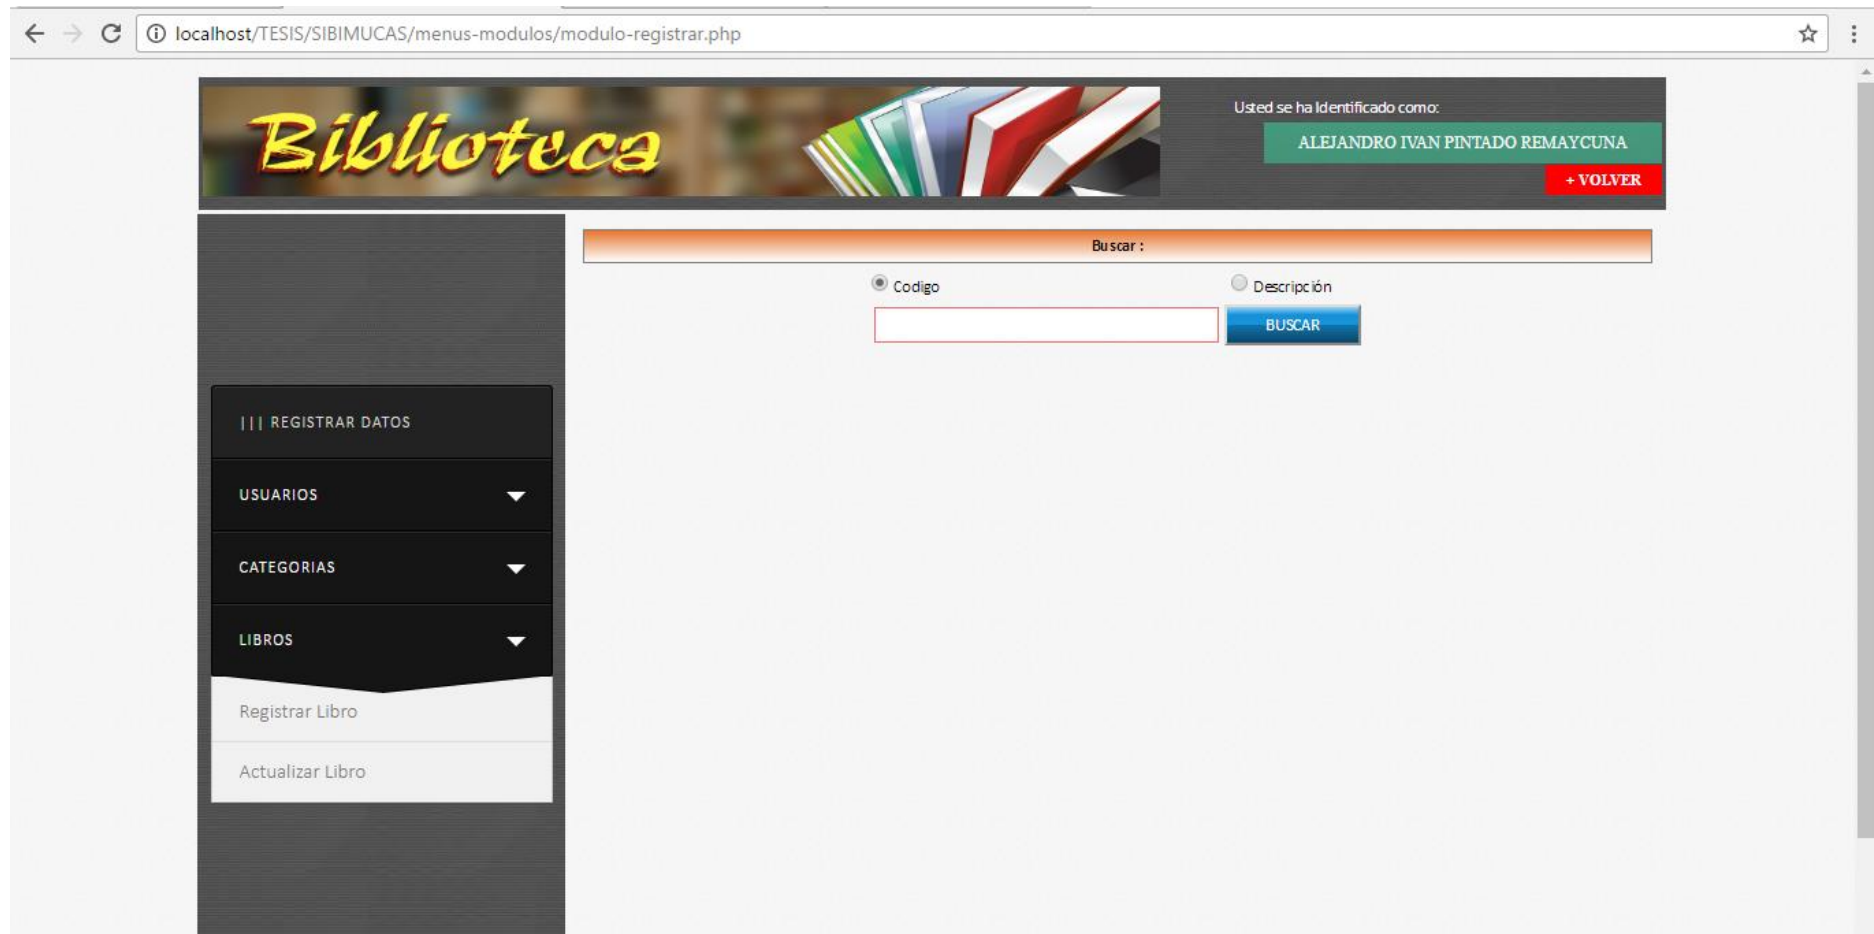 localhost/TESIS/SIBIMUCAS/menus-modulos/modulo-registrar.php
Biblioteca
Usted se ha Identificado como:
ALEJANDRO IVAN PINTADO REMAYCUNA
+ VOLVER
Buscar :
Codigo
Descripción
BUSCAR
||| REGISTRAR DATOS
USUARIOS
CATEGORIAS
LIBROS
Registrar Libro
Actualizar Libro